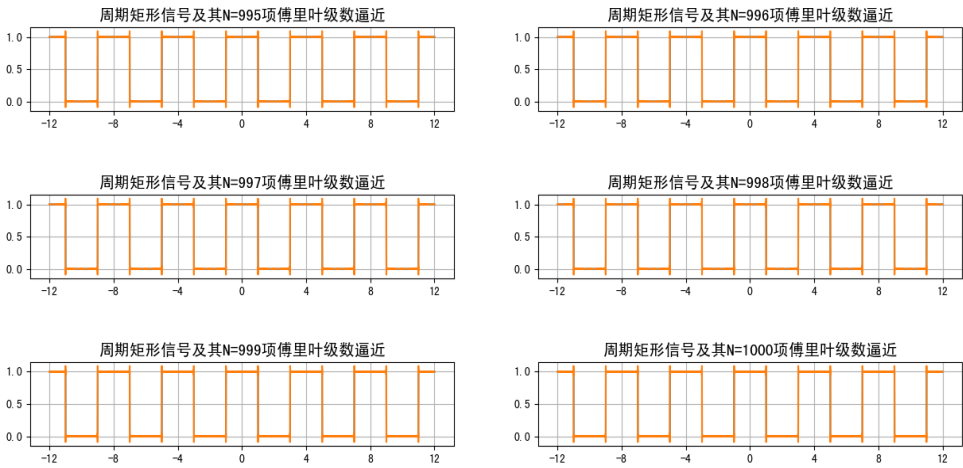 周期矩形信号及其N=995项傅里叶级数逼近
1.0
0.5
0.0
-12 -8 -4 0 4 8 12
周期矩形信号及其N=996项傅里叶级数逼近
1.0
0.5
0.0
-12 -8 -4 0 4 8 12
周期矩形信号及其N=997项傅里叶级数逼近
1.0
0.5
0.0
-12 -8 -4 0 4 8 12
周期矩形信号及其N=998项傅里叶级数逼近
1.0
0.5
0.0
-12 -8 -4 0 4 8 12
周期矩形信号及其N=999项傅里叶级数逼近
1.0
0.5
0.0
-12 -8 -4 0 4 8 12
周期矩形信号及其N=1000项傅里叶级数逼近
1.0
0.5
0.0
-12 -8 -4 0 4 8 12